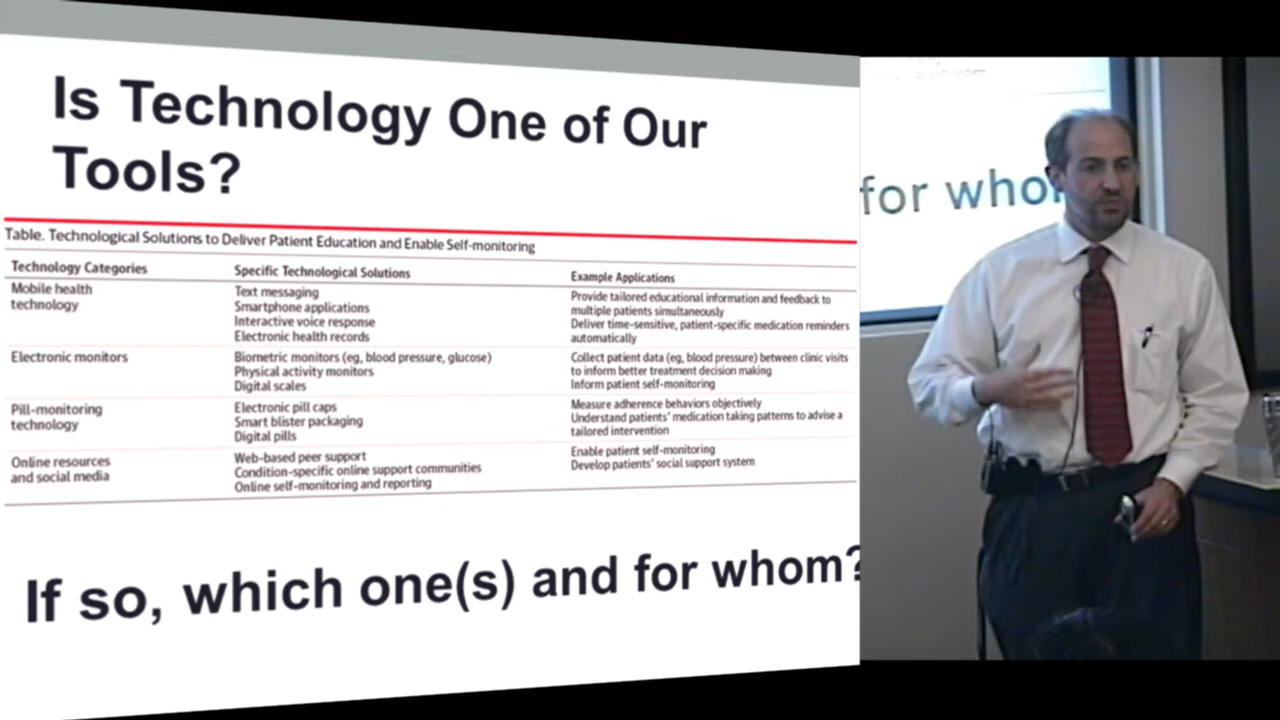 Is Technology One of Our
Tools?
Table. Technological Solutions to Deliver Patient Education and Enable Self-monitoring
Technology Categories
Specific Technological Solutions
Example Applications
Mobile health
technology
Text messaging
Smartphone applications
Interactive voice response
Electronic health records
Provide tailored educational information and feedback to
multiple patients simultaneously
Deliver time-sensitive, patient-specific medication reminders
automatically
Electronic monitors
Biometric monitors (eg, blood pressure, glucose)
Physical activity monitors
Digital scales
Collect patient data (eg, blood pressure) between clinic visits
to inform better treatment decision making
Inform patient self-monitoring
Pill-monitoring
technology
Electronic pill caps
Smart blister packaging
Digital pills
Measure adherence behaviors objectively
Understand patients' medication taking patterns to advise a
tailored intervention
Online resources
and social media
Web-based peer support
Condition-specific online support communities
Online self-monitoring and reporting
Enable patient self-monitoring
Develop patients' social support system
If so, which one(s) and for whom?
for who